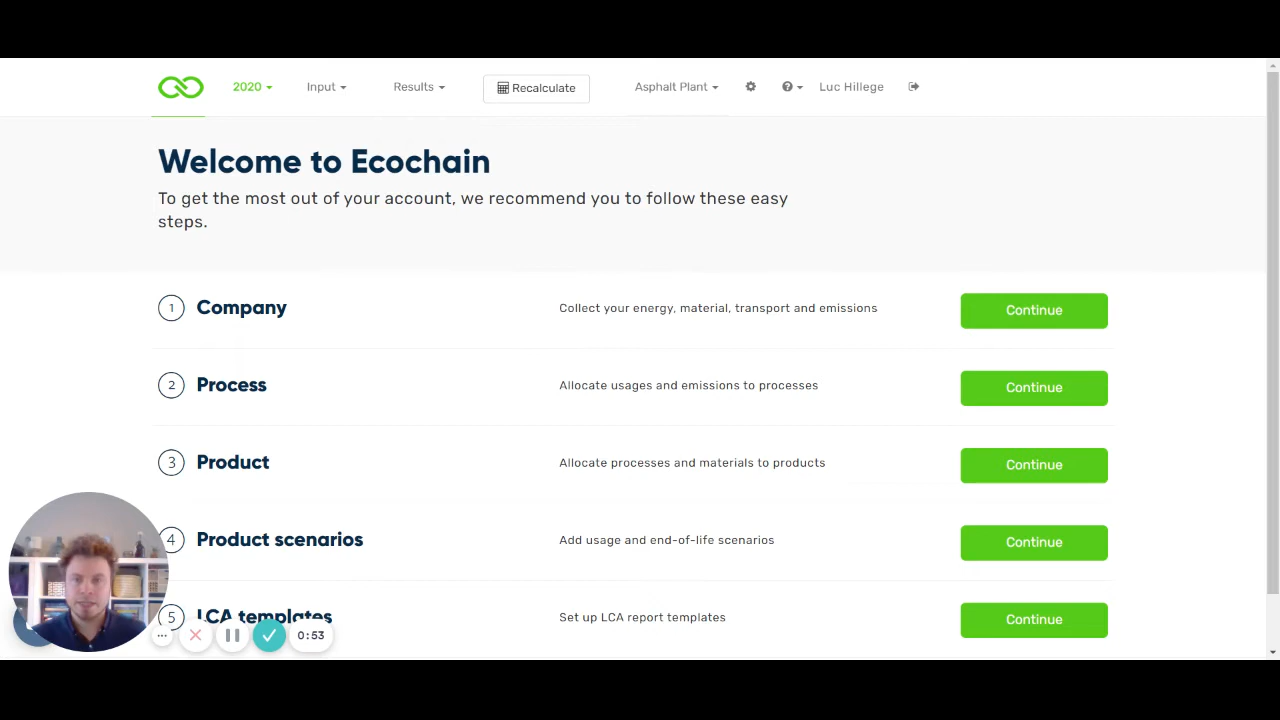 2020 Input Results Recalculate Asphalt Plant ? Luc Hillege
Welcome to Ecochain
To get the most out of your account, we recommend you to follow these easy
steps.
1 Company Collect your energy, material, transport and emissions Continue
2 Process Allocate usages and emissions to processes Continue
3 Product Allocate processes and materials to products Continue
4 Product scenarios Add usage and end-of-life scenarios Continue
5 LCA templates Set up LCA report templates Continue
0:53